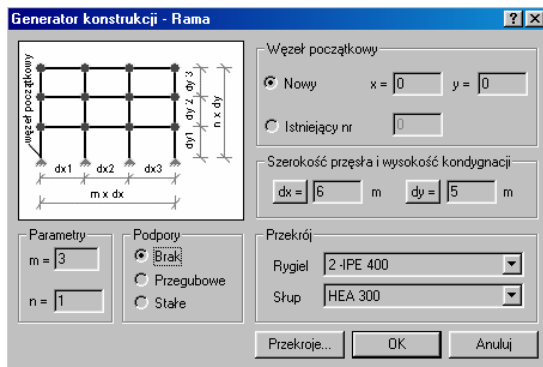 Generator konstrukcji - Rama
węzeł początkowy
dx1 dx2 dx3
m x dx
dy1 dy 2 dy 3
n x dy
Węzeł początkowy
Nowy x = 0 y = 0
Istniejący nr 0
Szerokość przęsła i wysokość kondygnacji
dx = 6 m dy = 5 m
Parametry
m = 3
n = 1
Podpory
Brak
Przegubowe
Stałe
Przekrój
Rygiel 2 -IPE 400
Słup HEA 300
Przekroje... OK Anuluj